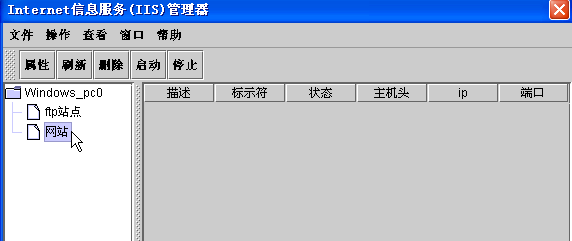 Internet信息服务(IIS)管理器
文件 操作 查看 窗口 帮助
属性 刷新 删除 启动 停止
Windows_pc0 描述 标示符 状态 主机头 ip 端口
ftp站点
网站